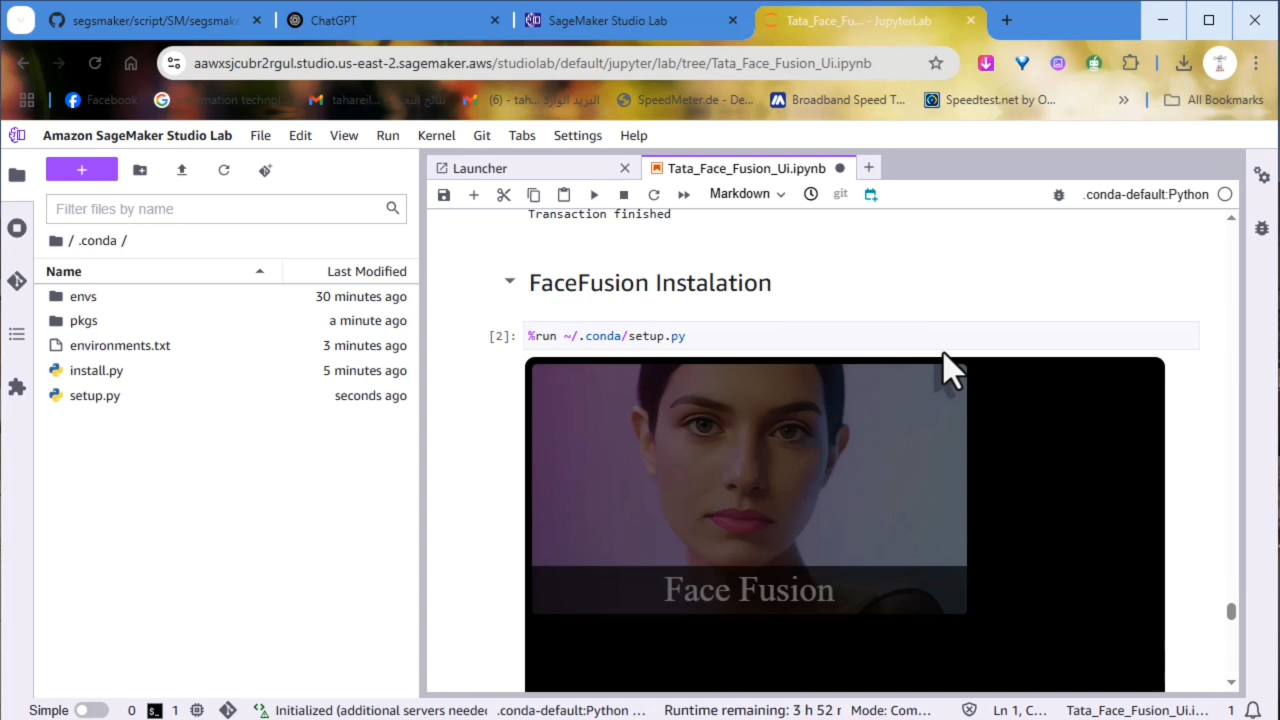 segsmaker/script/SM/segsmake
ChatGPT
SageMaker Studio Lab
Tata_Face_Fu... - JupyterLab
aawxsjcubr2rgul.studio.us-east-2.sagemaker.aws/studiolab/default/jupyter/lab/tree/Tata_Face_Fusion_Ui.ipynb
Facebook
SpeedMeter.de - De...
Broadband Speed T...
Speedtest.net by O...
All Bookmarks
Amazon SageMaker Studio Lab
File Edit View Run Kernel Git Tabs Settings Help
Launcher
Tata_Face_Fusion_Ui.ipynb
Filter files by name
Markdown
git
.conda-default:Python
/ .conda /
Transaction finished
Name Last Modified
envs 30 minutes ago
pkgs a minute ago
environments.txt 3 minutes ago
install.py 5 minutes ago
setup.py seconds ago
FaceFusion Instalation
[2]: %run ~/.conda/setup.py
Face Fusion
Simple 0 1 Initialized (additional servers neede .conda-default:Python ... Runtime remaining: 3 h 52 r Mode: Com... Ln 1, C... Tata_Face_Fusion_Ui.i... 1